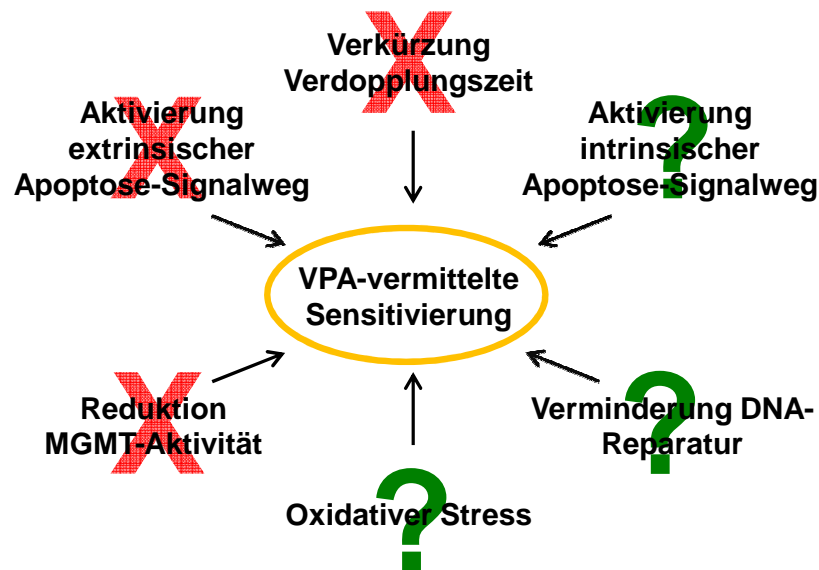 Verkürzung
Verdopplungszeit
Aktivierung
extrinsischer
Apoptose-Signalweg
Aktivierung
intrinsischer
Apoptose-Signalweg
VPA-vermittelte
Sensitivierung
Reduktion
MGMT-Aktivität
Verminderung DNA-
Reparatur
Oxidativer Stress
X
X
?
X
?
?